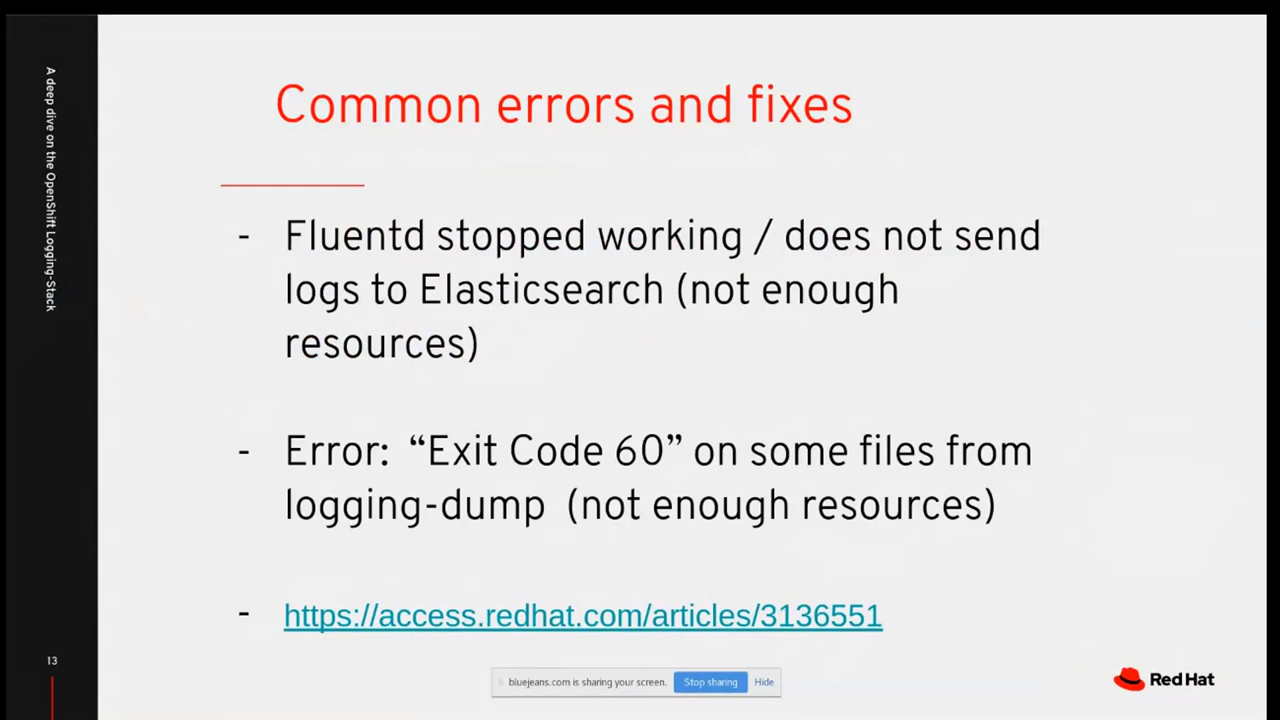 A deep dive on the OpenShift Logging-Stack
Common errors and fixes
- Fluentd stopped working / does not send
logs to Elasticsearch (not enough
resources)
- Error: “Exit Code 60” on some files from
logging-dump (not enough resources)
- https://access.redhat.com/articles/3136551
13
bluejeans.com is sharing your screen. Stop sharing Hide
Red Hat